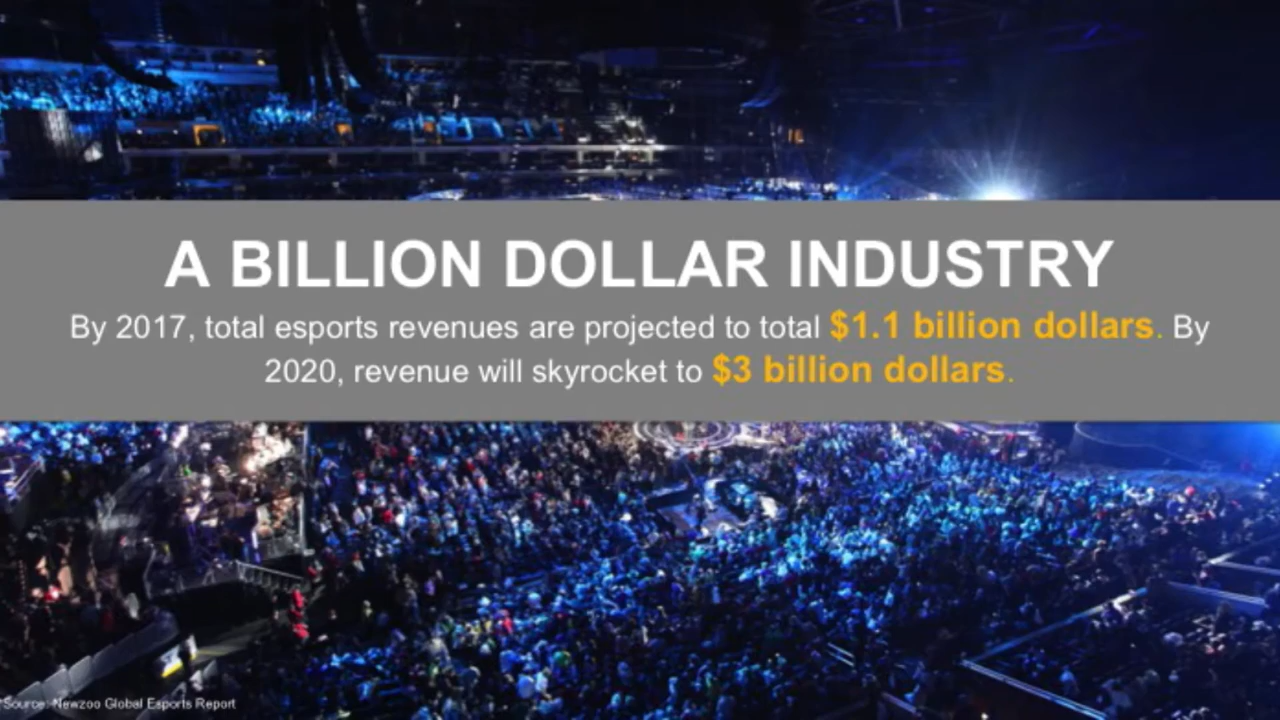 A BILLION DOLLAR INDUSTRY
By 2017, total esports revenues are projected to total $1.1 billion dollars. By
2020, revenue will skyrocket to $3 billion dollars.
*Source: Newzoo Global Esports Report